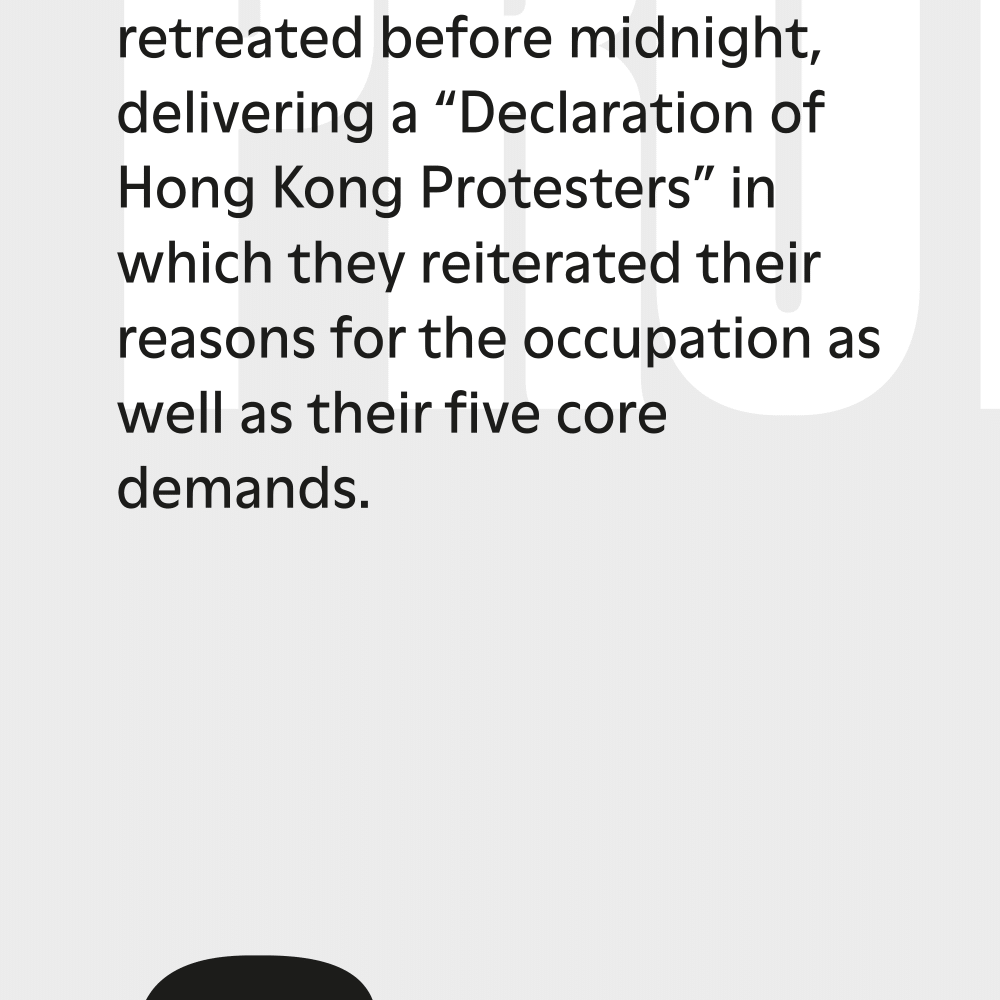 retreated before midnight,
delivering a “Declaration of
Hong Kong Protesters” in
which they reiterated their
reasons for the occupation as
well as their five core
demands.